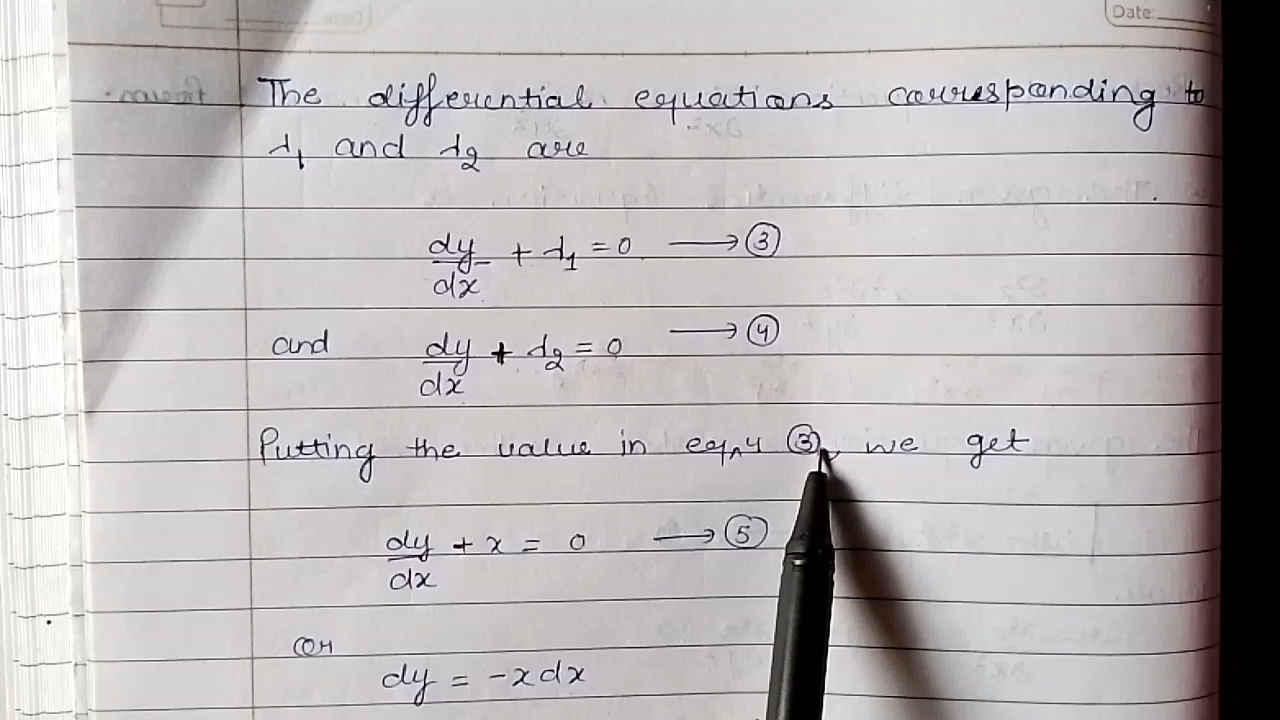 Date:
The differential equations corresponding to
λ₁ and λ₂ are
dy/dx + λ₁ = 0 ⟶ ③
and dy/dx + λ₂ = 0 ⟶ ④
Putting the value in eqn ③, we get
dy/dx + x = 0 ⟶ ⑤
or
dy = -x dx